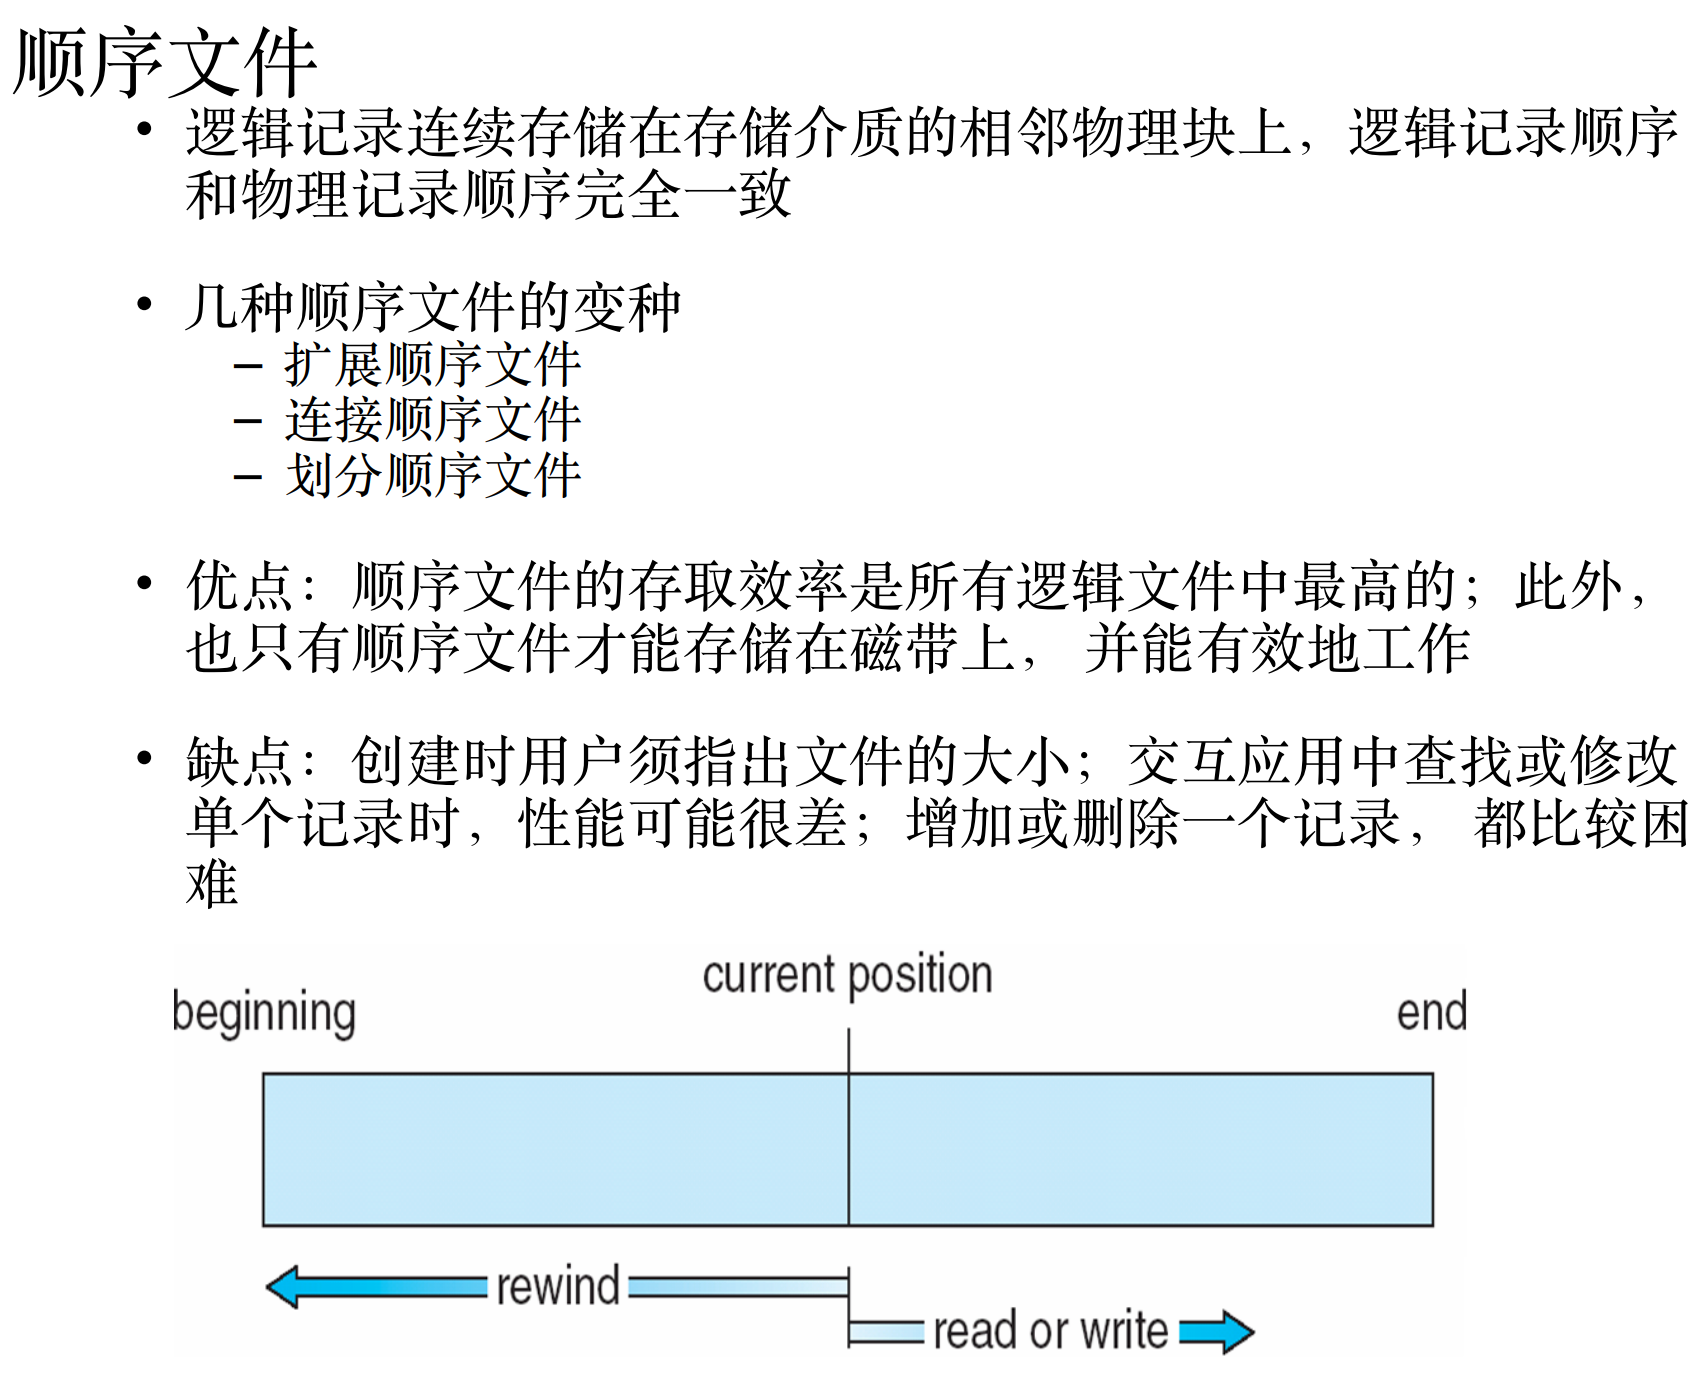 顺序文件
• 逻辑记录连续存储在存储介质的相邻物理块上，逻辑记录顺序
和物理记录顺序完全一致
• 几种顺序文件的变种
– 扩展顺序文件
– 连接顺序文件
– 划分顺序文件
• 优点：顺序文件的存取效率是所有逻辑文件中最高的；此外，
也只有顺序文件才能存储在磁带上， 并能有效地工作
• 缺点：创建时用户须指出文件的大小；交互应用中查找或修改
单个记录时，性能可能很差；增加或删除一个记录， 都比较困
难
current position
beginning
end
rewind
read or write